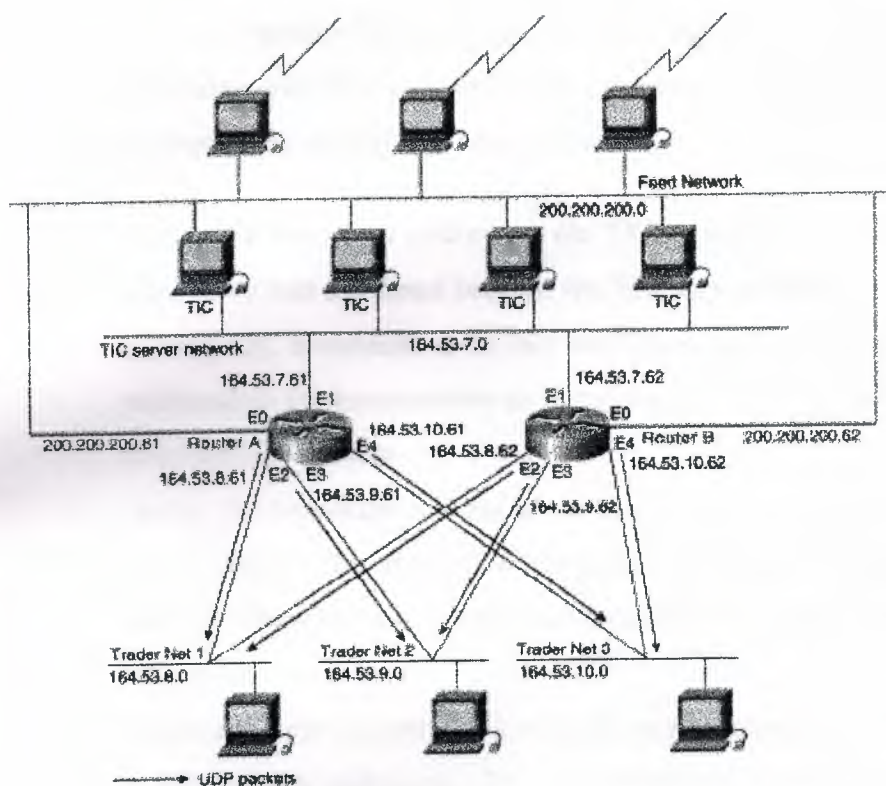 Feed Network
200.200.200.0
TIC
TIC
TIC
TIC
TIC server network
164.53.7.0
164.53.7.61
164.53.7.62
E1
E1
E0
E0
200.200.200.61
Router A
E4
164.53.10.61
164.53.8.62
E4
Router B
200.200.200.62
164.53.8.61
E2
E3
164.53.9.61
E2
E3
164.53.10.62
164.53.9.62
Trader Net 1
164.53.8.0
Trader Net 2
164.53.9.0
Trader Net 3
164.53.10.0
UDP packets